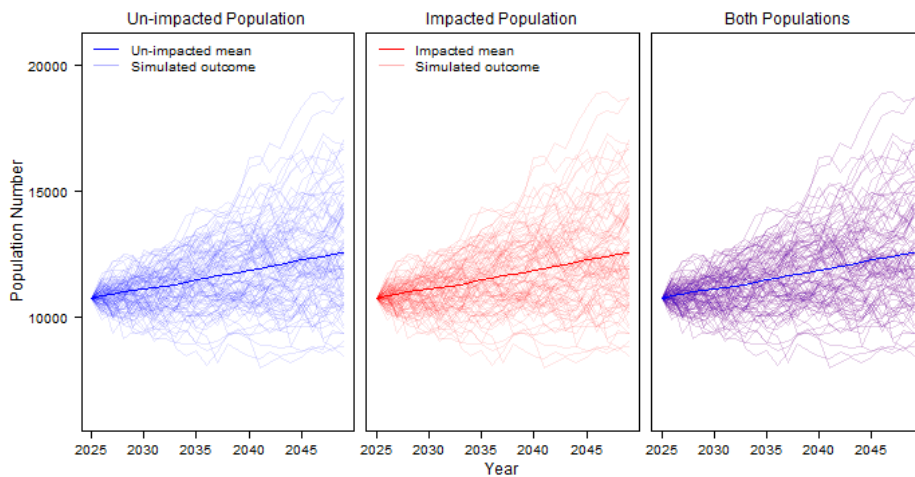 Un-impacted Population
Impacted Population
Both Populations
Un-impacted mean
Simulated outcome
Impacted mean
Simulated outcome
Population Number
20000
15000
10000
2025 2030 2035 2040 2045
2025 2030 2035 2040 2045
2025 2030 2035 2040 2045
Year